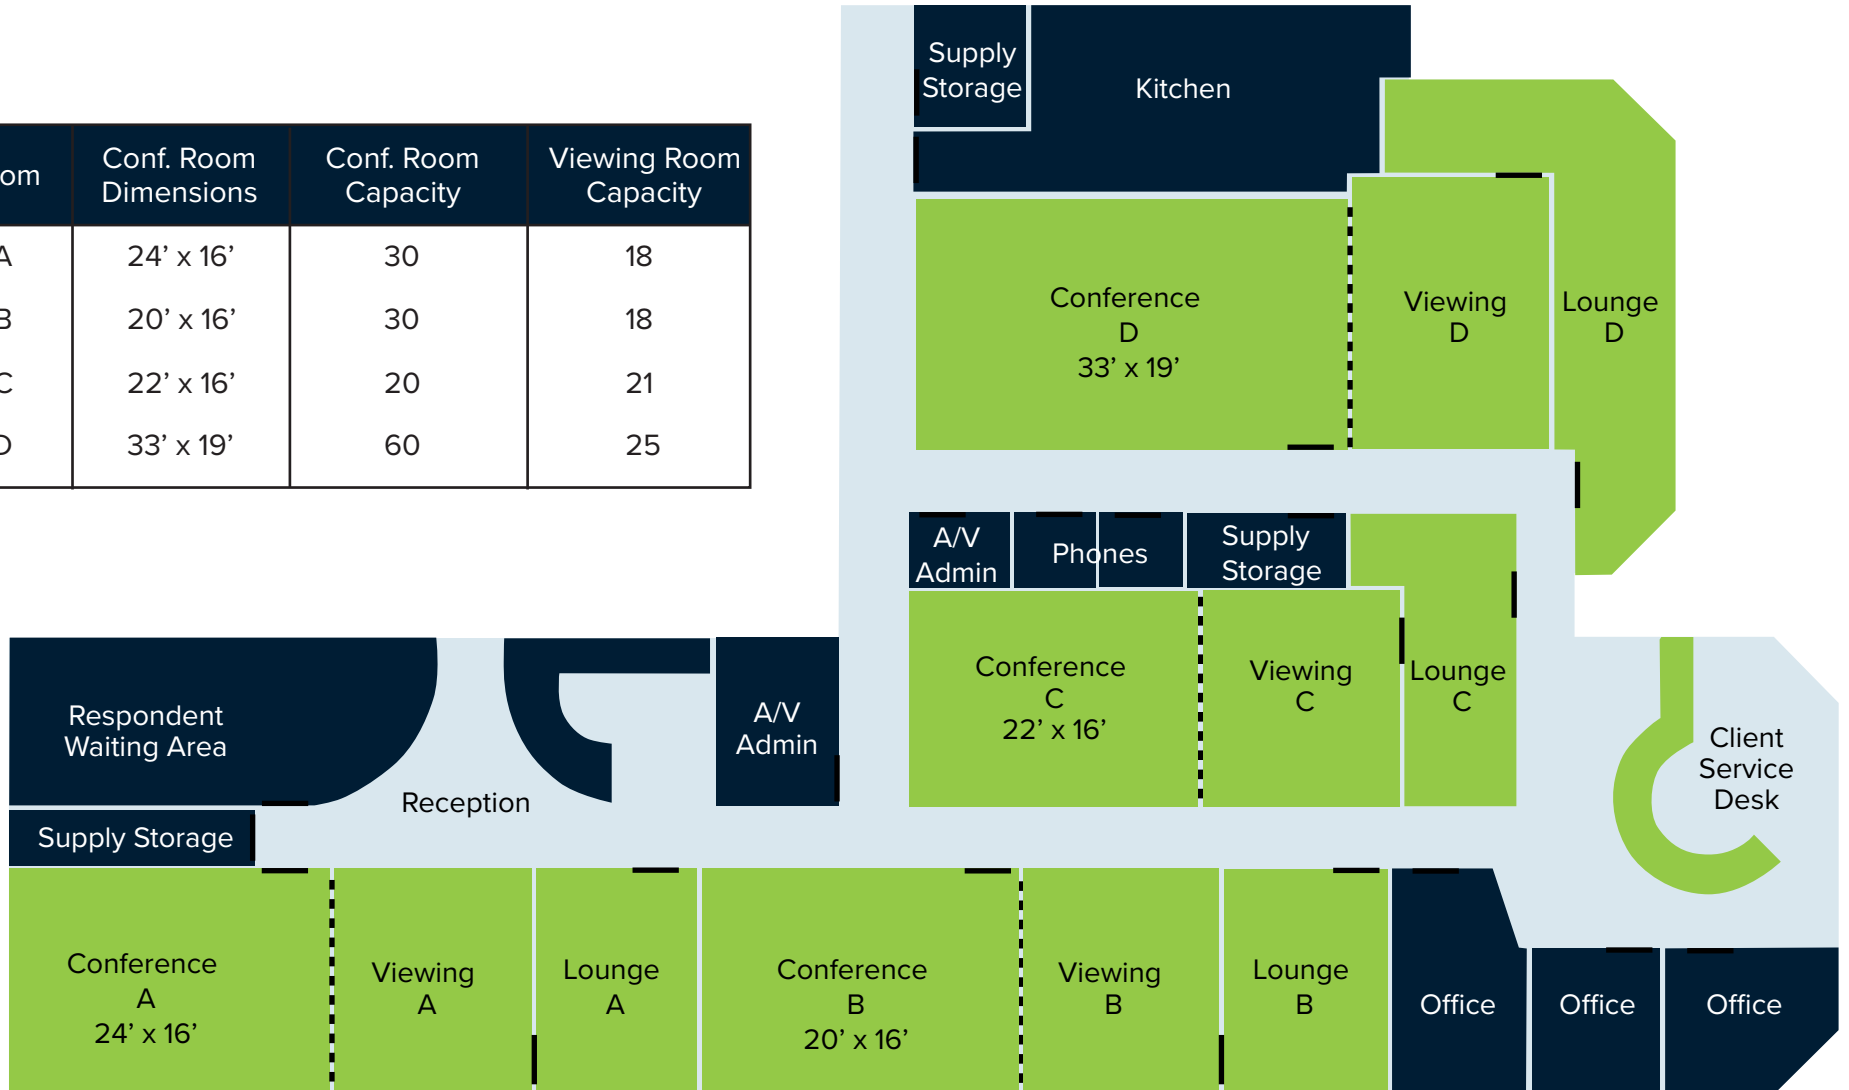 om
Conf. Room
Dimensions
Conf. Room
Capacity
Viewing Room
Capacity
A 24’ x 16’ 30 18
B 20’ x 16’ 30 18
C 22’ x 16’ 20 21
D 33’ x 19’ 60 25
Supply
Storage
Kitchen
Conference
D
33’ x 19’
Viewing
D
Lounge
D
A/V
Admin
Phones
Supply
Storage
Conference
C
22’ x 16’
Viewing
C
Lounge
C
Respondent
Waiting Area
Reception
A/V
Admin
Client
Service
Desk
Supply Storage
Conference
A
24’ x 16’
Viewing
A
Lounge
A
Conference
B
20’ x 16’
Viewing
B
Lounge
B
Office
Office
Office